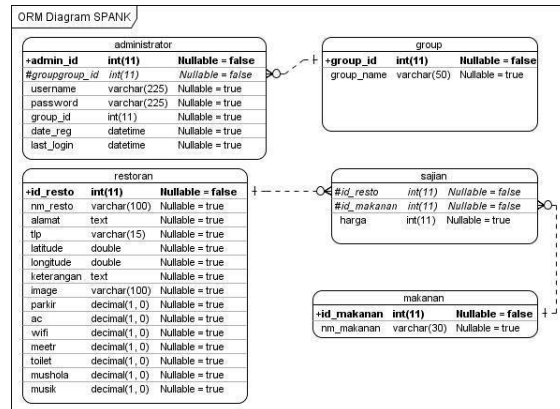 ORM Diagram SPANK
administrator
+admin_id int(11) Nullable = false
#groupgroup_id int(11) Nullable = false
username varchar(225) Nullable = true
password varchar(225) Nullable = true
group_id int(11) Nullable = true
date_reg datetime Nullable = true
last_login datetime Nullable = true
group
+group_id int(11) Nullable = false
group_name varchar(50) Nullable = true
restoran
+id_resto int(11) Nullable = false
nm_resto varchar(100) Nullable = true
alamat text Nullable = true
tlp varchar(15) Nullable = true
latitude double Nullable = true
longitude double Nullable = true
keterangan text Nullable = true
image varchar(100) Nullable = true
parkir decimal(1, 0) Nullable = true
ac decimal(1, 0) Nullable = true
wifi decimal(1, 0) Nullable = true
meetr decimal(1, 0) Nullable = true
toilet decimal(1, 0) Nullable = true
mushola decimal(1, 0) Nullable = true
musik decimal(1, 0) Nullable = true
sajian
#id_resto int(11) Nullable = false
#id_makanan int(11) Nullable = false
harga int(11) Nullable = true
makanan
+id_makanan int(11) Nullable = false
nm_makanan varchar(30) Nullable = true